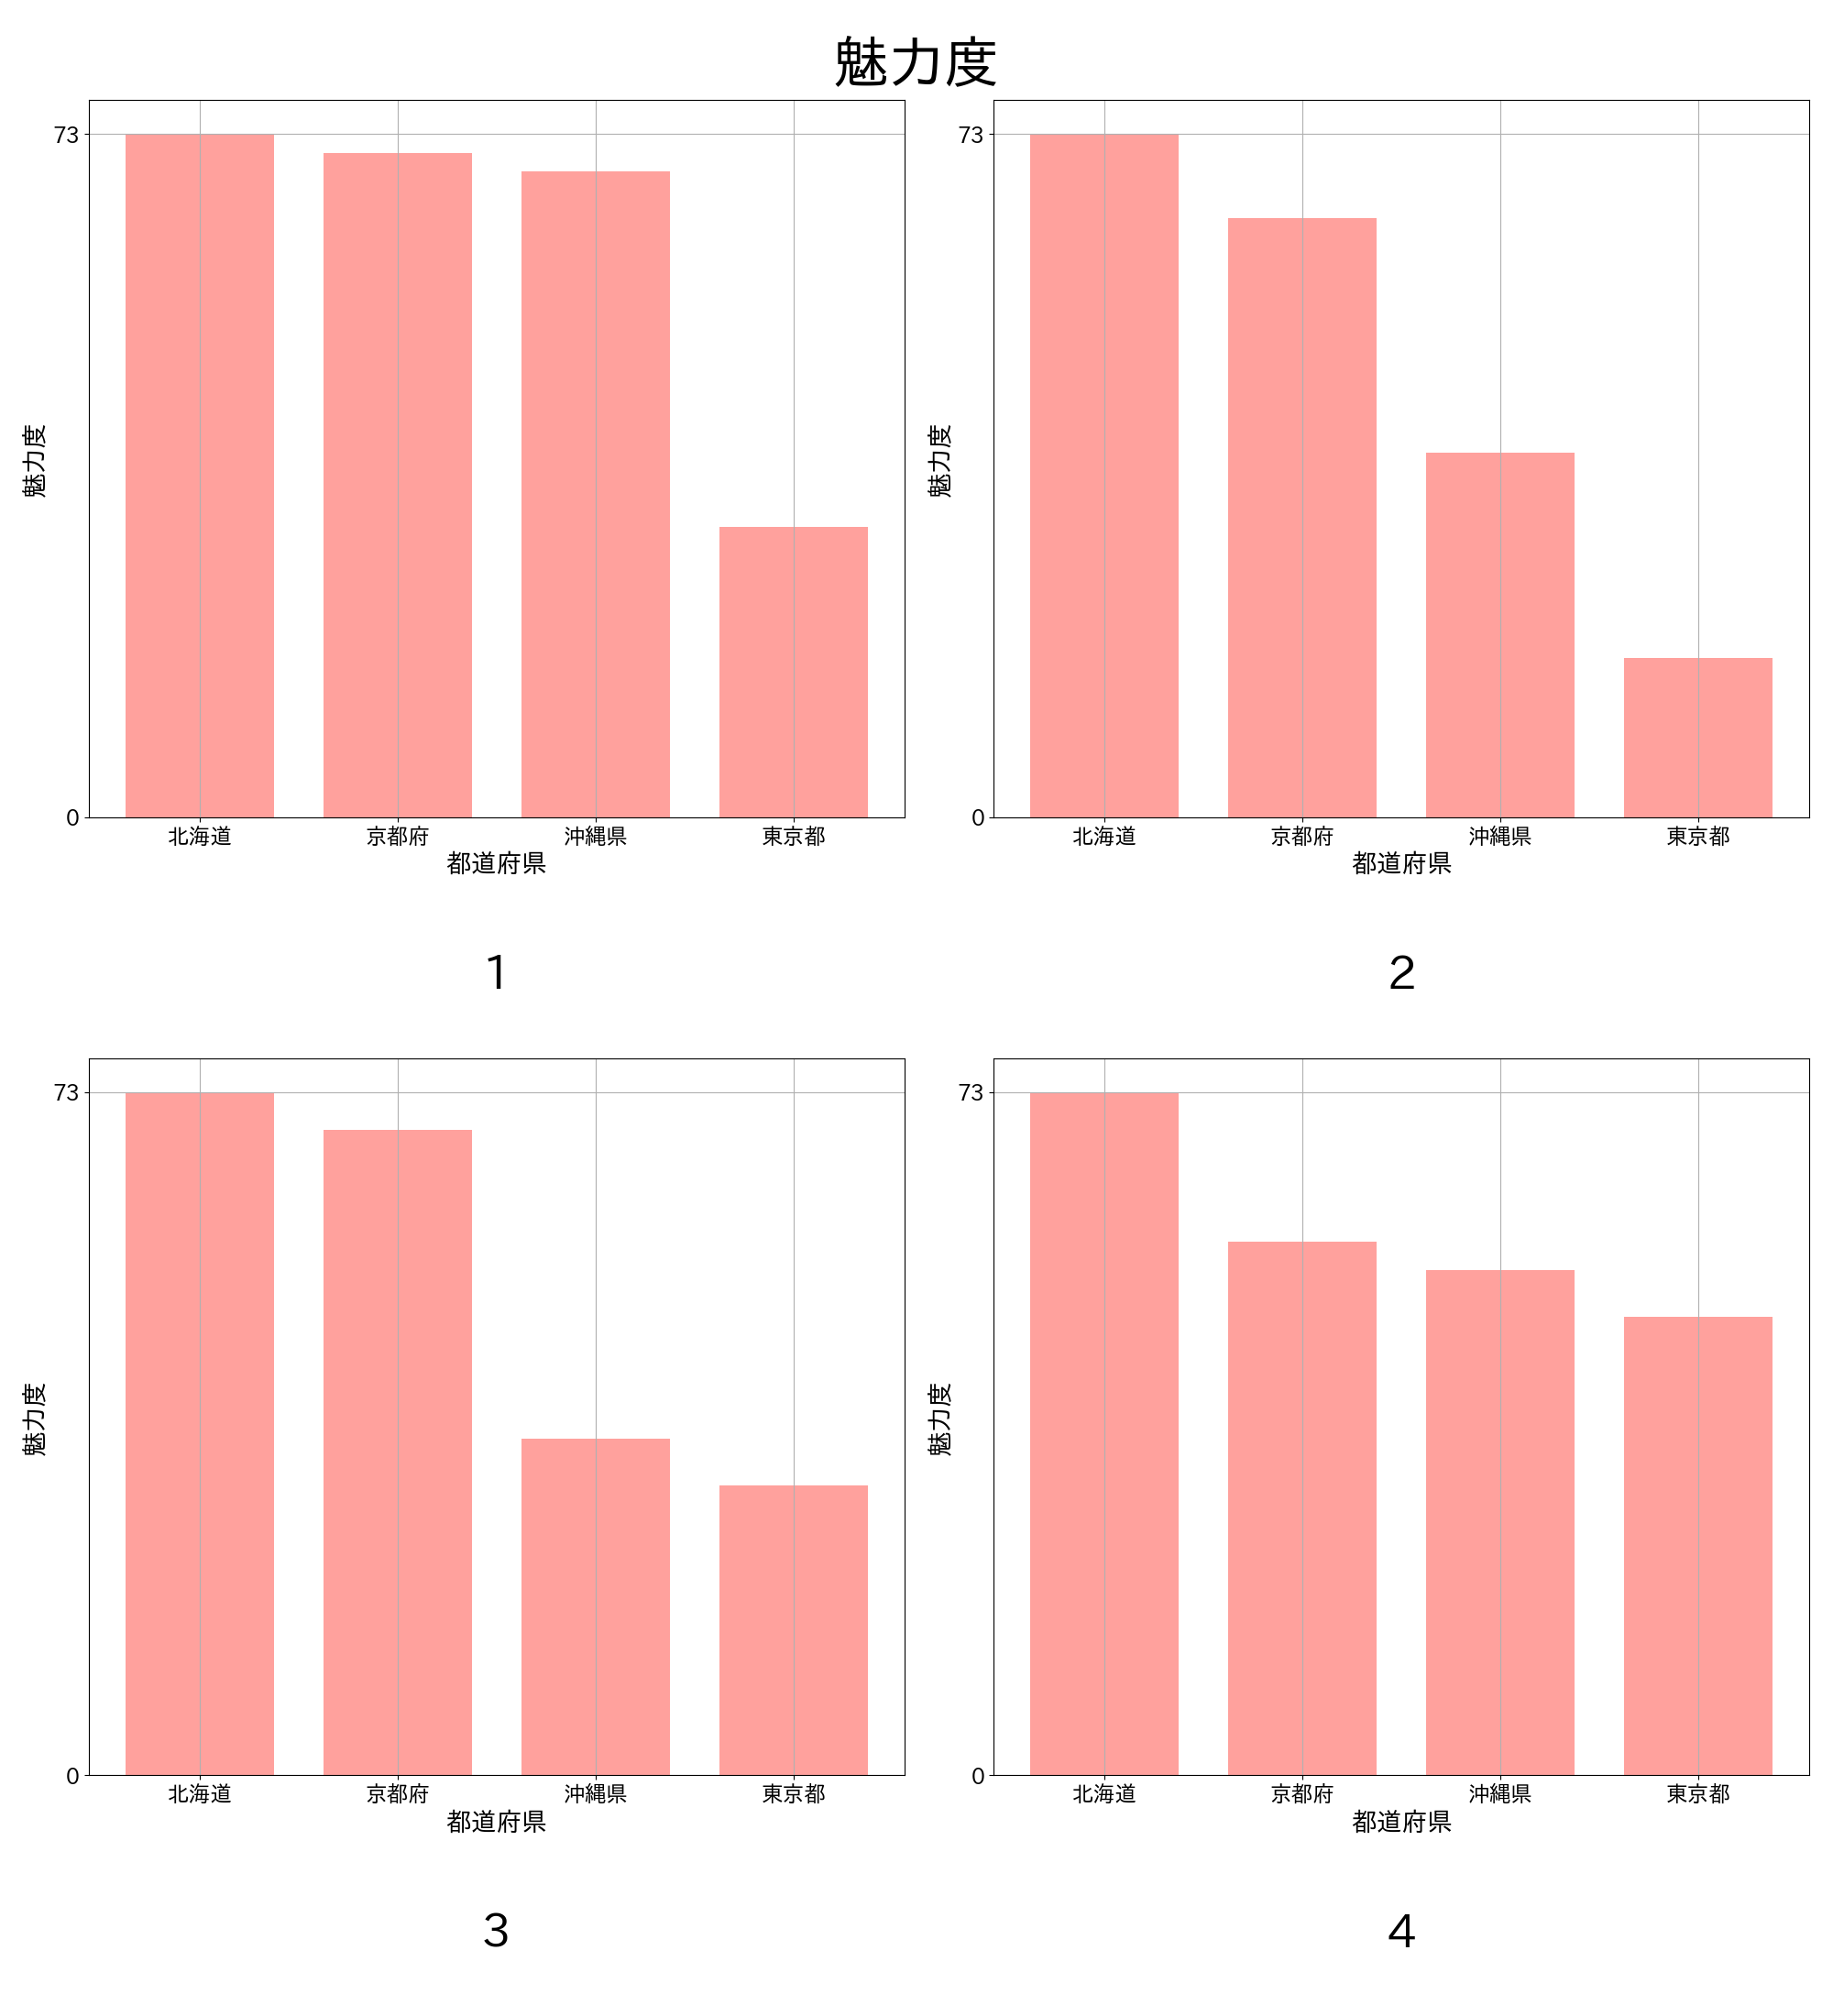 魅力度
73
0
魅力度
北海道 京都府 沖縄県 東京都
都道府県
1
73
0
魅力度
北海道 京都府 沖縄県 東京都
都道府県
2
73
0
魅力度
北海道 京都府 沖縄県 東京都
都道府県
3
73
0
魅力度
北海道 京都府 沖縄県 東京都
都道府県
4